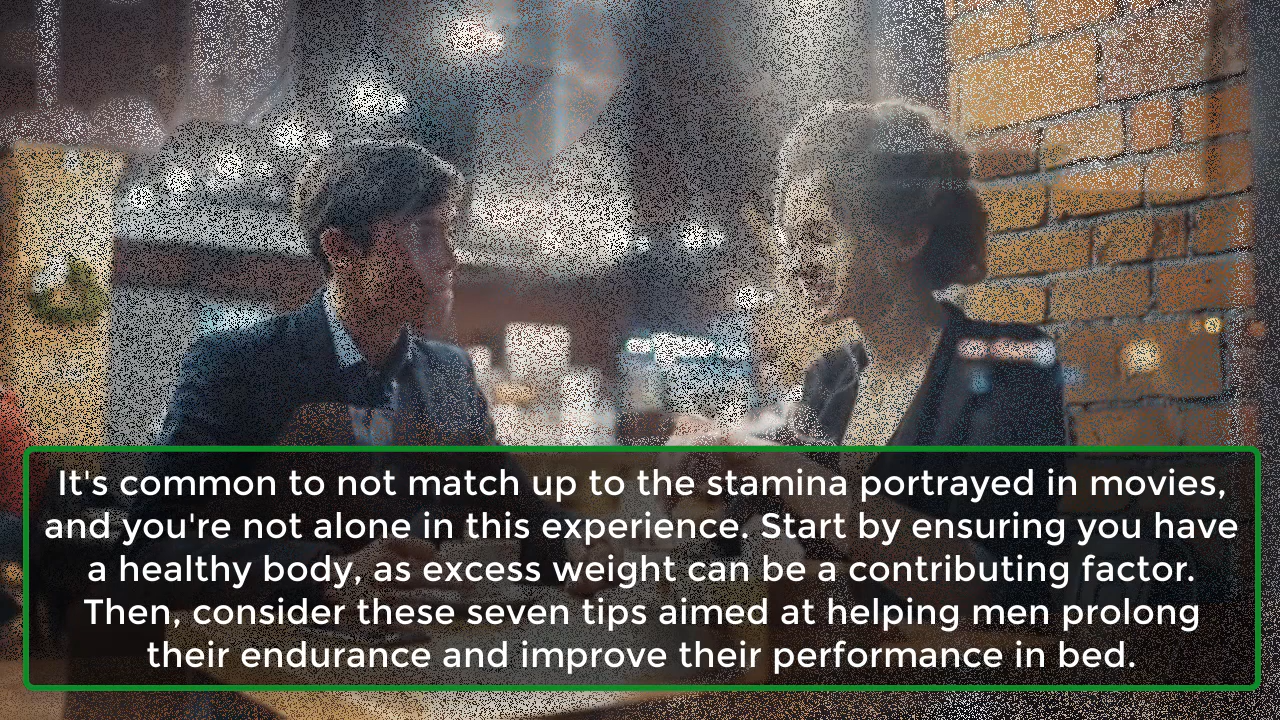 It's common to not match up to the stamina portrayed in movies,
and you're not alone in this experience. Start by ensuring you have
a healthy body, as excess weight can be a contributing factor.
Then, consider these seven tips aimed at helping men prolong
their endurance and improve their performance in bed.